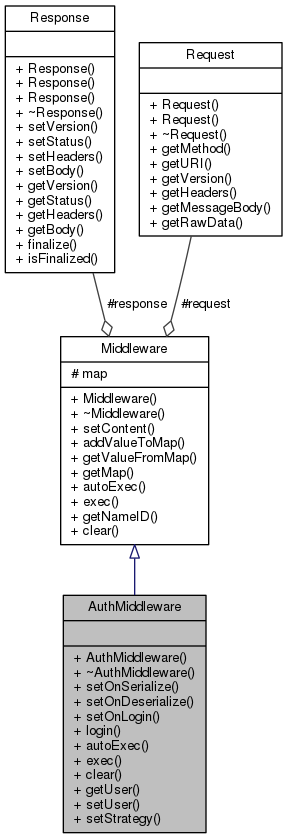 Response
+ Response()
+ Response()
+ Response()
+ ~Response()
+ setVersion()
+ setStatus()
+ setHeaders()
+ setBody()
+ getVersion()
+ getStatus()
+ getHeaders()
+ getBody()
+ finalize()
+ isFinalized()
Request
+ Request()
+ Request()
+ ~Request()
+ getMethod()
+ getURI()
+ getVersion()
+ getHeaders()
+ getMessageBody()
+ getRawData()
#response
#request
Middleware
# map
+ Middleware()
+ ~Middleware()
+ setContent()
+ addValueToMap()
+ getValueFromMap()
+ getMap()
+ autoExec()
+ exec()
+ getNameID()
+ clear()
AuthMiddleware
+ AuthMiddleware()
+ ~AuthMiddleware()
+ setOnSerialize()
+ setOnDeserialize()
+ setOnLogin()
+ login()
+ autoExec()
+ exec()
+ clear()
+ getUser()
+ setUser()
+ setStrategy()